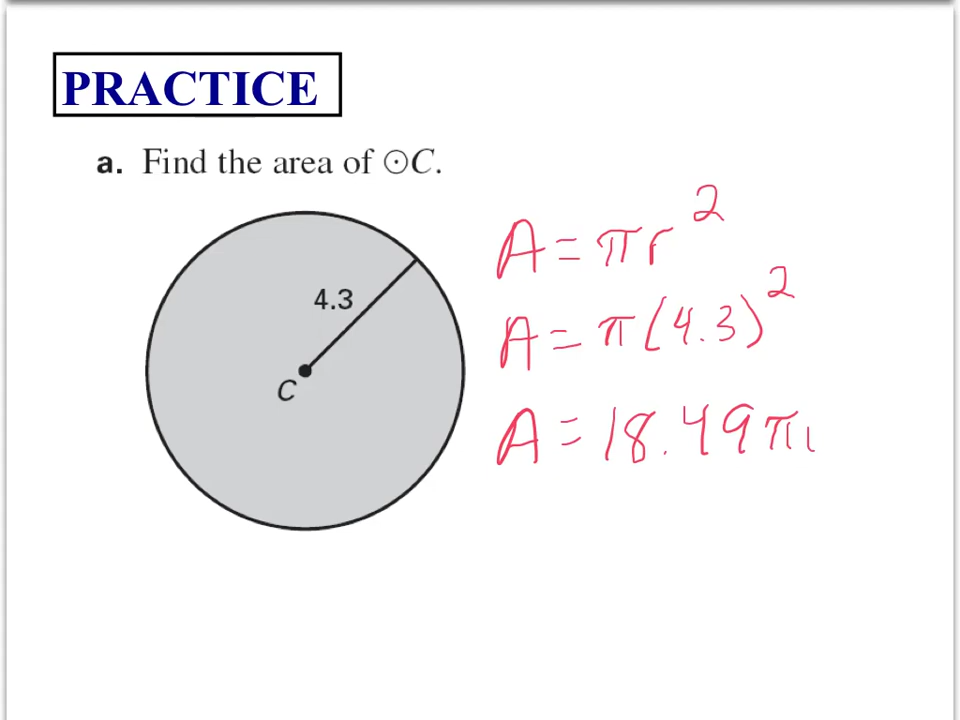 PRACTICE
a. Find the area of ⊙C.
A = πr²
4.3
A = π(4.3)²
C
A = 18.49π